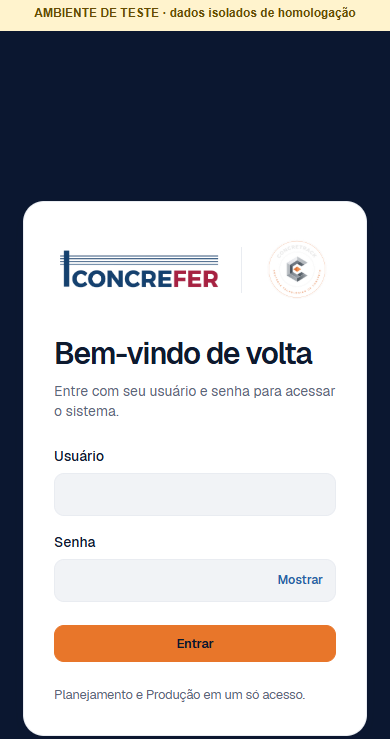 AMBIENTE DE TESTE · dados isolados de homologação
CONCREFER
Bem-vindo de volta
Entre com seu usuário e senha para acessar
o sistema.
Usuário
Senha
Mostrar
Entrar
Planejamento e Produção em um só acesso.